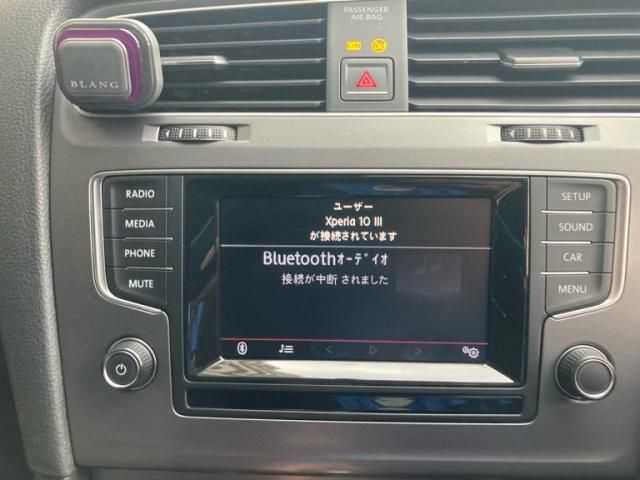 PASSENGER
AIR BAG
ON
BLANG
RADIO
MEDIA
PHONE
MUTE
ユーザー
Xperia 10 III
が接続されています
Bluetoothｵｰﾃﾞｨｵ
接続が中断 されました
SETUP
SOUND
CAR
MENU